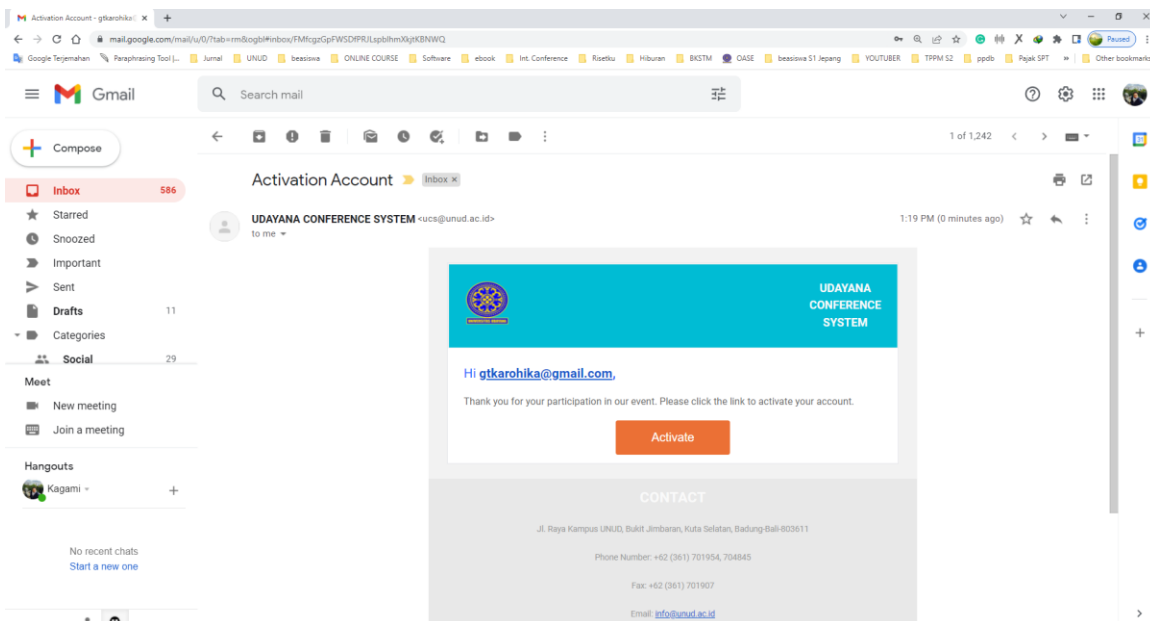 Activation Account - gtkarohika@
mail.google.com/mail/u/0/?tab=rm&ogbl#inbox/FMfcgzGpFWSDfPRJLspblhmXkjtKBNWQ
Paused
Google Terjemahan Paraphrasing Tool |... Jurnal UNUD beasiswa ONLINE COURSE Software ebook Int. Conference Risetku Hiburan BKSTM OASE beasiswa S1 Jepang YOUTUBER TPPM S2 ppdb Pajak SPT » Other bookmarks
Gmail
Search mail
Compose
1 of 1,242
Inbox 586
Starred
Snoozed
Important
Sent
Drafts 11
Categories
Social 29
Meet
New meeting
Join a meeting
Hangouts
Kagami
No recent chats
Start a new one
Activation Account Inbox x
UDAYANA CONFERENCE SYSTEM <ucs@unud.ac.id>
1:19 PM (0 minutes ago)
to me
UDAYANA
CONFERENCE
SYSTEM
Hi gtkarohika@gmail.com,
Thank you for your participation in our event. Please click the link to activate your account.
Activate
CONTACT
Jl. Raya Kampus UNUD, Bukit Jimbaran, Kuta Selatan, Badung-Bali-803611
Phone Number: +62 (361) 701954, 704845
Fax: +62 (361) 701907
Email: info@unud.ac.id